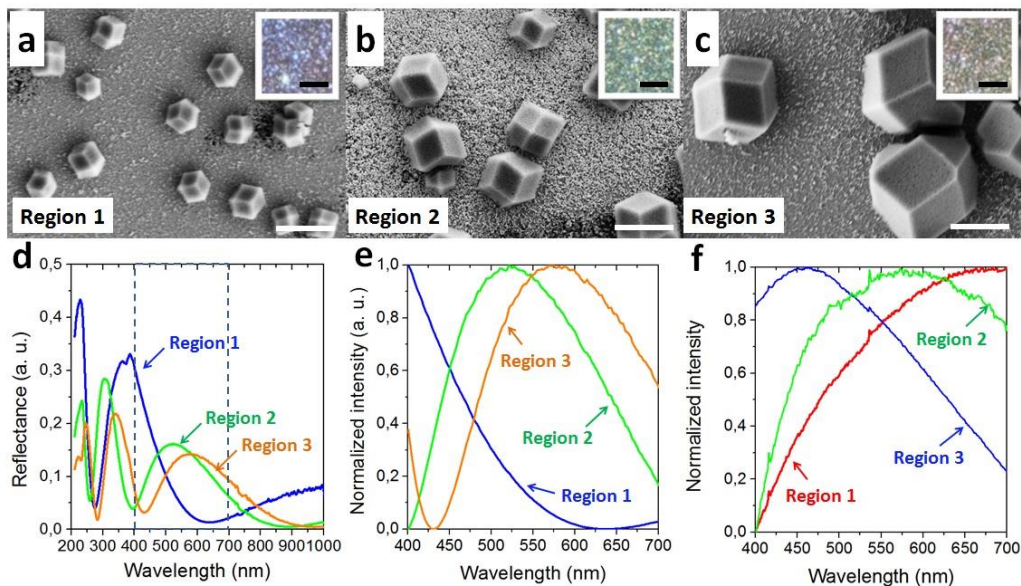 a
b
c
Region 1
Region 2
Region 3
d
e
f
0,5
0,4
0,3
0,2
0,1
0,0
Reflectance (a. u.)
Region 1
Region 2
Region 3
200 300 400 500 600 700 800 900 1000
Wavelength (nm)
1,0
0,8
0,6
0,4
0,2
0,0
Normalized intensity (a. u.)
Region 3
Region 2
Region 1
400 450 500 550 600 650 700
Wavelength (nm)
1.0
0.8
0.6
0.4
0.2
0.0
Normalized intensity
Region 2
Region 3
Region 1
400 450 500 550 600 650 700
Wavelength (nm)